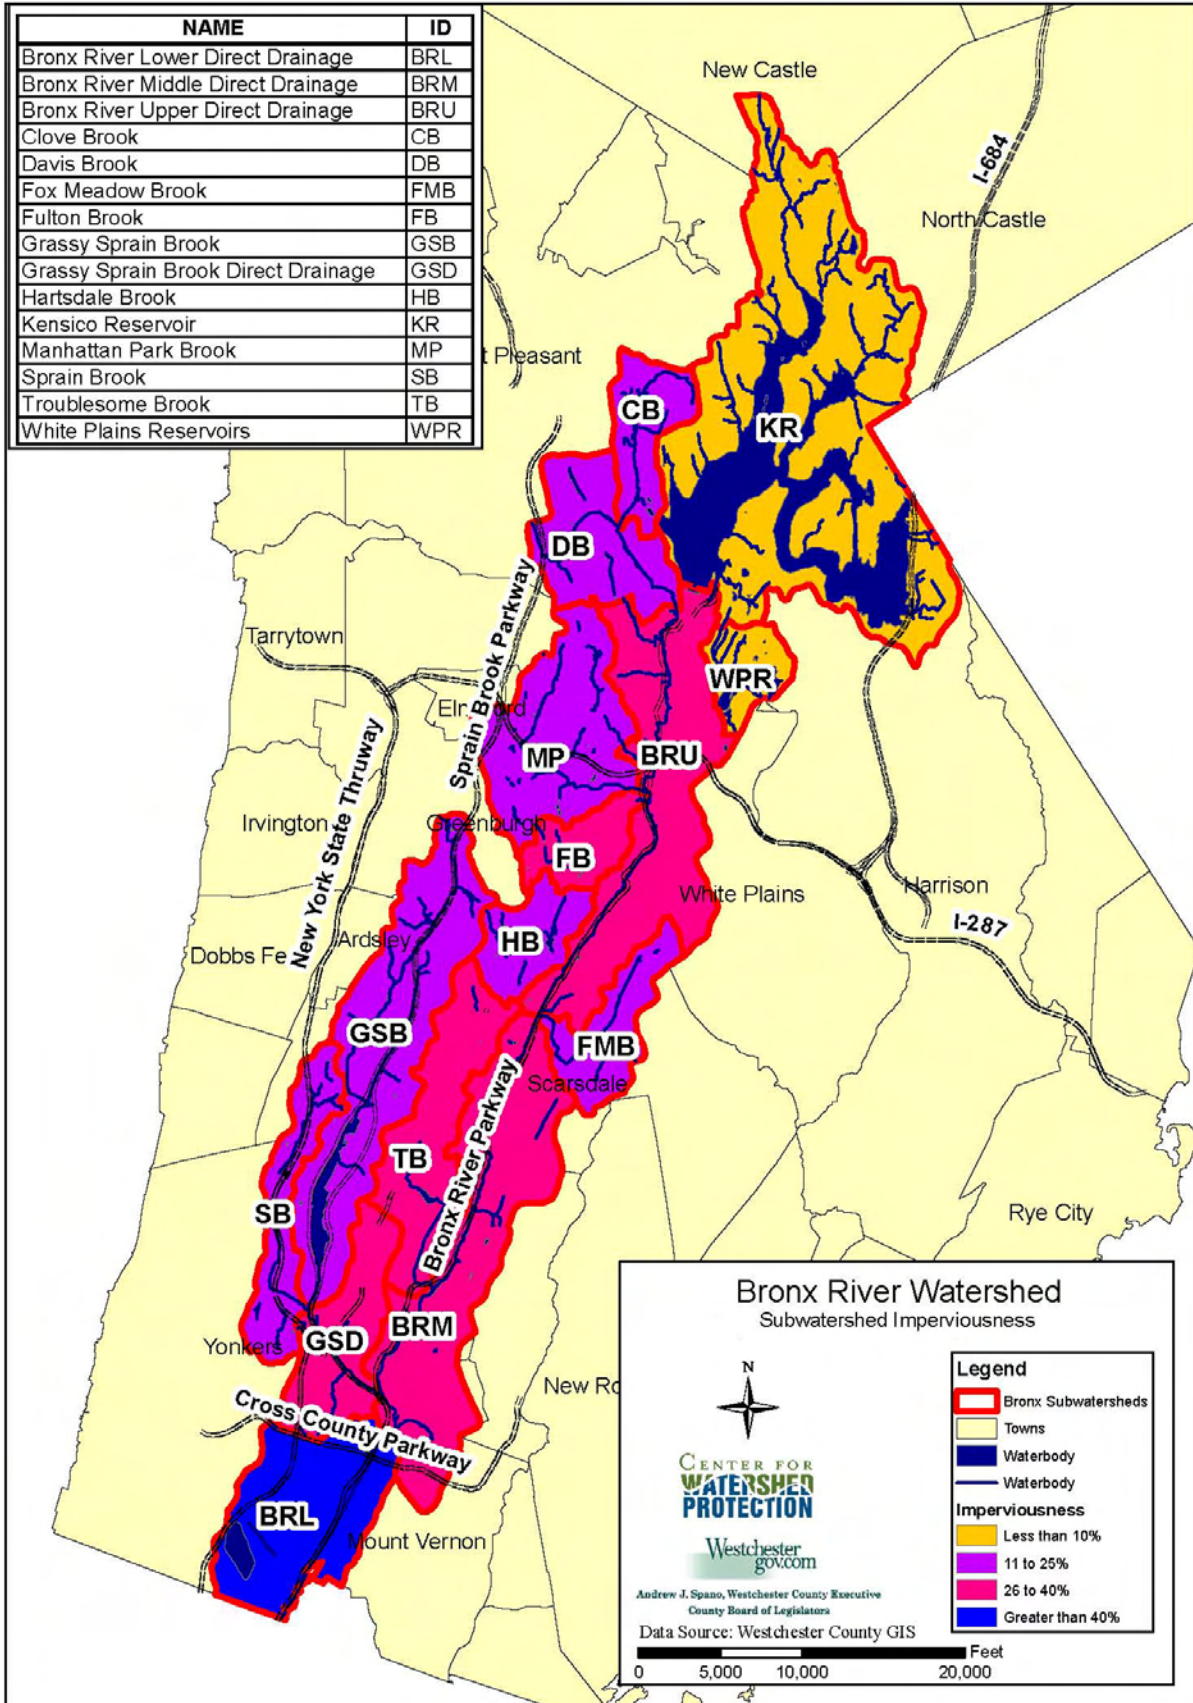 NAME ID
Bronx River Lower Direct Drainage BRL
Bronx River Middle Direct Drainage BRM
Bronx River Upper Direct Drainage BRU
Clove Brook CB
Davis Brook DB
Fox Meadow Brook FMB
Fulton Brook FB
Grassy Sprain Brook GSB
Grassy Sprain Brook Direct Drainage GSD
Hartsdale Brook HB
Kensico Reservoir KR
Manhattan Park Brook MP
Sprain Brook SB
Troublesome Brook TB
White Plains Reservoirs WPR
New Castle
I-684
North Castle
t Pleasant
CB
KR
DB
Sprain Brook Parkway
Tarrytown
WPR
Elmsford
MP
BRU
New York State Thruway
Irvington
Greenburgh
FB
White Plains
Harrison
I-287
Dobbs Fe
Ardsley
HB
GSB
FMB
Scarsdale
Bronx River Parkway
TB
SB
Rye City
BRM
GSD
Yonkers
New Ro
Cross County Parkway
BRL
Mount Vernon
Bronx River Watershed
Subwatershed Imperviousness
N
CENTER FOR
WATERSHED
PROTECTION
Westchester
gov.com
Andrew J. Spano, Westchester County Executive
County Board of Legislators
Data Source: Westchester County GIS
Legend
Bronx Subwatersheds
Towns
Waterbody
Waterbody
Imperviousness
Less than 10%
11 to 25%
26 to 40%
Greater than 40%
Feet
0 5,000 10,000 20,000